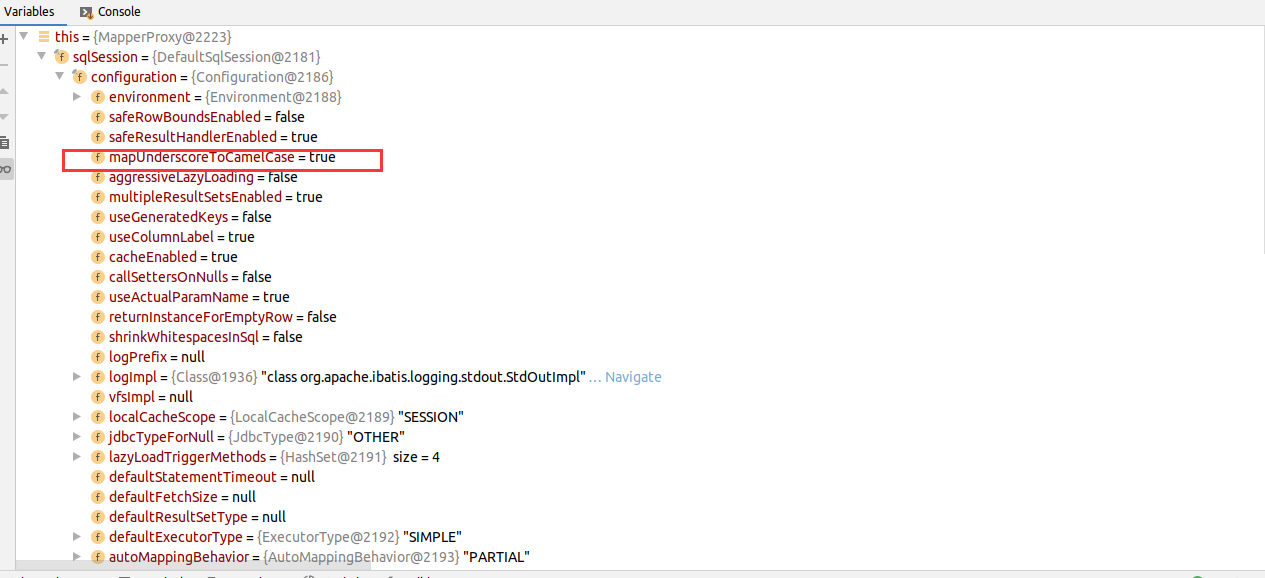 Variables Console
this = {MapperProxy@2223}
sqlSession = {DefaultSqlSession@2181}
configuration = {Configuration@2186}
environment = {Environment@2188}
safeRowBoundsEnabled = false
safeResultHandlerEnabled = true
mapUnderscoreToCamelCase = true
aggressiveLazyLoading = false
multipleResultSetsEnabled = true
useGeneratedKeys = false
useColumnLabel = true
cacheEnabled = true
callSettersOnNulls = false
useActualParamName = true
returnInstanceForEmptyRow = false
shrinkWhitespacesInSql = false
logPrefix = null
logImpl = {Class@1936} "class org.apache.ibatis.logging.stdout.StdOutImpl" ... Navigate
vfsImpl = null
localCacheScope = {LocalCacheScope@2189} "SESSION"
jdbcTypeForNull = {JdbcType@2190} "OTHER"
lazyLoadTriggerMethods = {HashSet@2191} size = 4
defaultStatementTimeout = null
defaultFetchSize = null
defaultResultSetType = null
defaultExecutorType = {ExecutorType@2192} "SIMPLE"
autoMappingBehavior = {AutoMappingBehavior@2193} "PARTIAL"